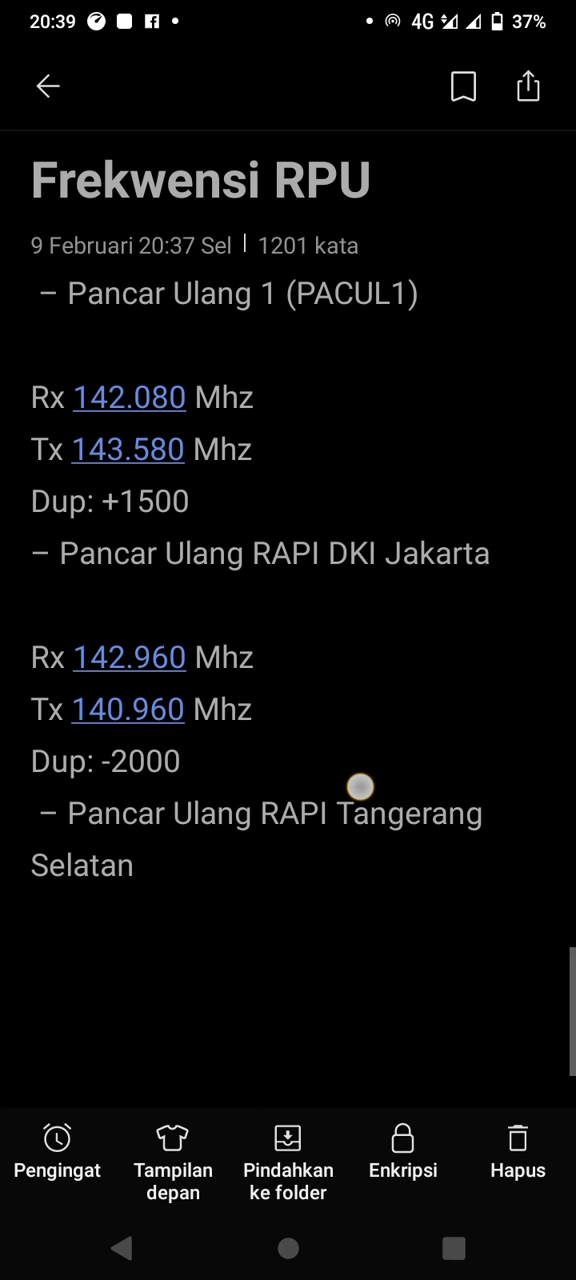 20:39
4G
37%
Frekwensi RPU
9 Februari 20:37 Sel | 1201 kata
– Pancar Ulang 1 (PACUL1)
Rx 142.080 Mhz
Tx 143.580 Mhz
Dup: +1500
– Pancar Ulang RAPI DKI Jakarta
Rx 142.960 Mhz
Tx 140.960 Mhz
Dup: -2000
– Pancar Ulang RAPI Tangerang
Selatan
Pengingat
Tampilan
depan
Pindahkan
ke folder
Enkripsi
Hapus